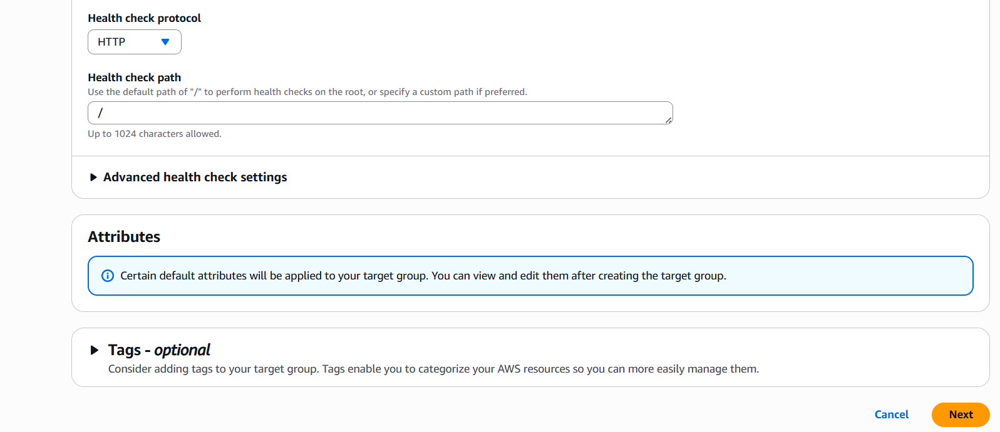 Health check protocol
HTTP
Health check path
Use the default path of "/" to perform health checks on the root, or specify a custom path if preferred.
/
Up to 1024 characters allowed.
Advanced health check settings
Attributes
Certain default attributes will be applied to your target group. You can view and edit them after creating the target group.
Tags - optional
Consider adding tags to your target group. Tags enable you to categorize your AWS resources so you can more easily manage them.
Cancel Next